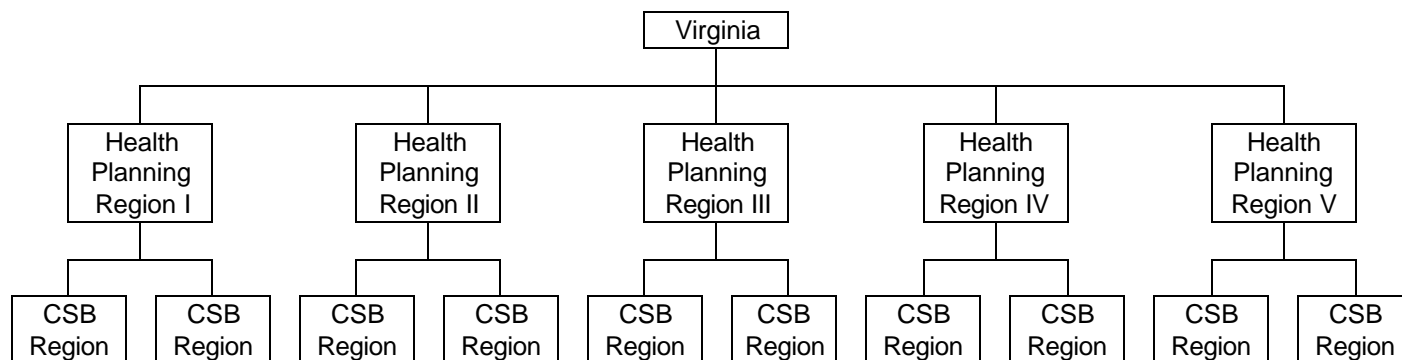 Virginia
Health
Planning
Region I
Health
Planning
Region II
Health
Planning
Region III
Health
Planning
Region IV
Health
Planning
Region V
CSB
Region
CSB
Region
CSB
Region
CSB
Region
CSB
Region
CSB
Region
CSB
Region
CSB
Region
CSB
Region
CSB
Region